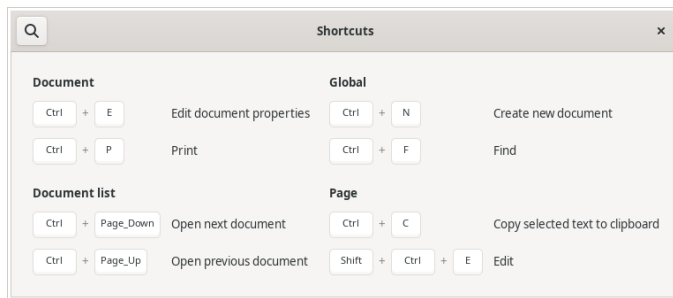 Shortcuts
Document
Ctrl + E Edit document properties
Ctrl + P Print
Global
Ctrl + N Create new document
Ctrl + F Find
Document list
Ctrl + Page_Down Open next document
Ctrl + Page_Up Open previous document
Page
Ctrl + C Copy selected text to clipboard
Shift + Ctrl + E Edit